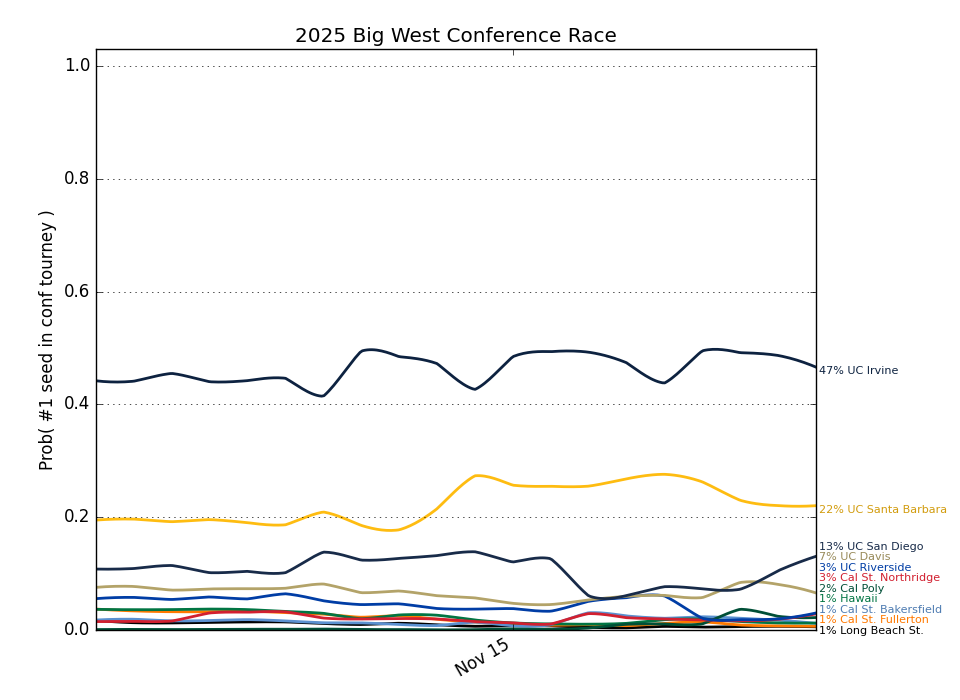 2025 Big West Conference Race
Prob( #1 seed in conf tourney )
1.0
0.8
0.6
0.4
0.2
0.0
Nov 15
47% UC Irvine
22% UC Santa Barbara
13% UC San Diego
7% UC Davis
3% UC Riverside
3% Cal St. Northridge
2% Cal Poly
1% Hawaii
1% Cal St. Bakersfield
1% Cal St. Fullerton
1% Long Beach St.